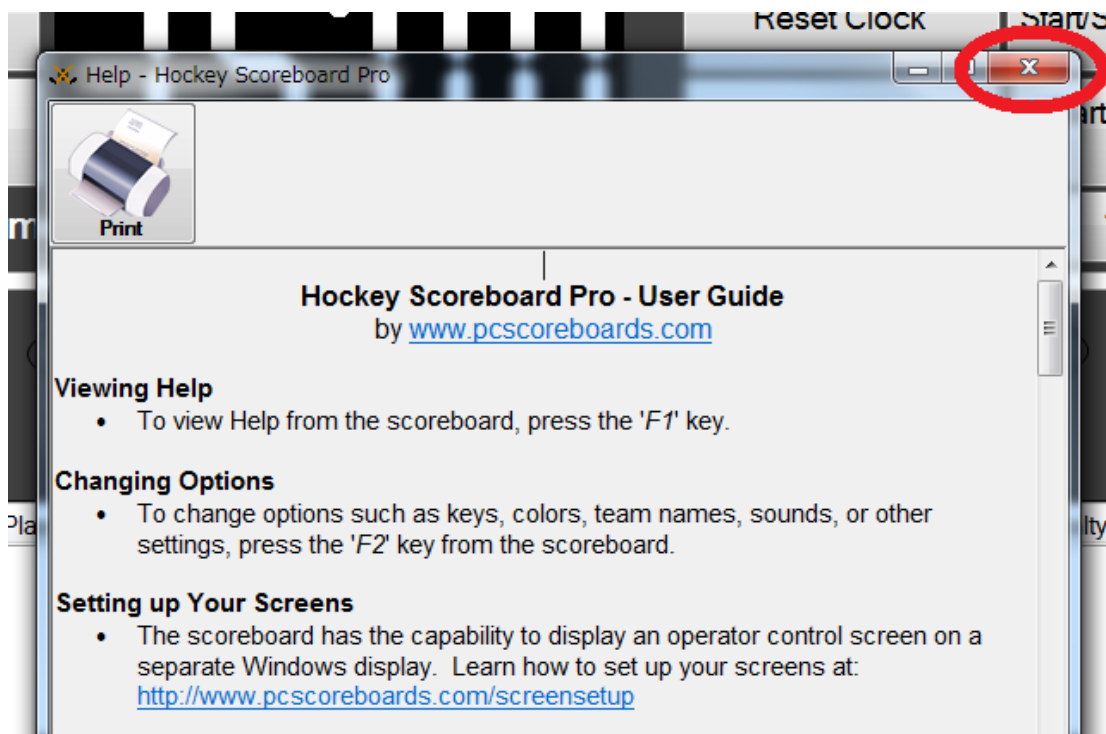 Reset Clock
Start/S
Help - Hockey Scoreboard Pro
art
Print
m
Hockey Scoreboard Pro - User Guide
by www.pcscoreboards.com
Viewing Help
• To view Help from the scoreboard, press the 'F1' key.
Changing Options
• To change options such as keys, colors, team names, sounds, or other
settings, press the 'F2' key from the scoreboard.
Pla
lty
Setting up Your Screens
• The scoreboard has the capability to display an operator control screen on a
separate Windows display. Learn how to set up your screens at:
http://www.pcscoreboards.com/screensetup